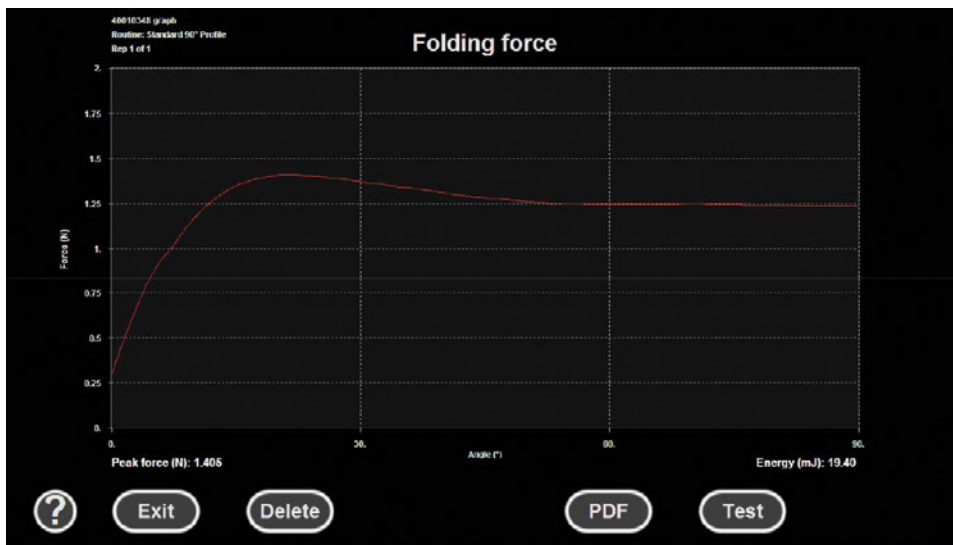 40010348 graph
Routine: Standard 90° Profile
Rep 1 of 1
Folding force
2.
1.75
1.5
1.25
1.
0.75
0.5
0.25
0.
Force (N)
0.
30.
60.
90.
Angle (°)
Peak force (N): 1.405
Energy (mJ): 19.40
?
Exit
Delete
PDF
Test